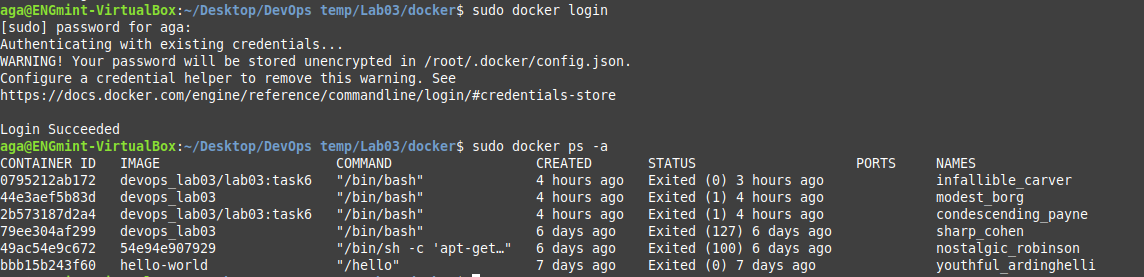 aga@ENGmint-VirtualBox:~/Desktop/DevOps temp/Lab03/docker$ sudo docker login
[sudo] password for aga:
Authenticating with existing credentials...
WARNING! Your password will be stored unencrypted in /root/.docker/config.json.
Configure a credential helper to remove this warning. See
https://docs.docker.com/engine/reference/commandline/login/#credentials-store

Login Succeeded
aga@ENGmint-VirtualBox:~/Desktop/DevOps temp/Lab03/docker$ sudo docker ps -a
CONTAINER ID   IMAGE                     COMMAND                  CREATED       STATUS                    PORTS     NAMES
0795212ab172   devops_lab03/lab03:task6   "/bin/bash"              4 hours ago   Exited (0) 3 hours ago              infallible_carver
44e3aef5b83d   devops_lab03               "/bin/bash"              4 hours ago   Exited (1) 4 hours ago              modest_borg
2b573187d2a4   devops_lab03/lab03:task6   "/bin/bash"              4 hours ago   Exited (1) 4 hours ago              condescending_payne
79ee304af299   devops_lab03               "/bin/bash"              6 days ago    Exited (127) 6 days ago             sharp_cohen
49ac54e9c672   54e94e907929               "/bin/sh -c 'apt-get…"   6 days ago    Exited (100) 6 days ago             nostalgic_robinson
bbb15b243f60   hello-world                "/hello"                 7 days ago    Exited (0) 7 days ago               youthful_ardinghelli